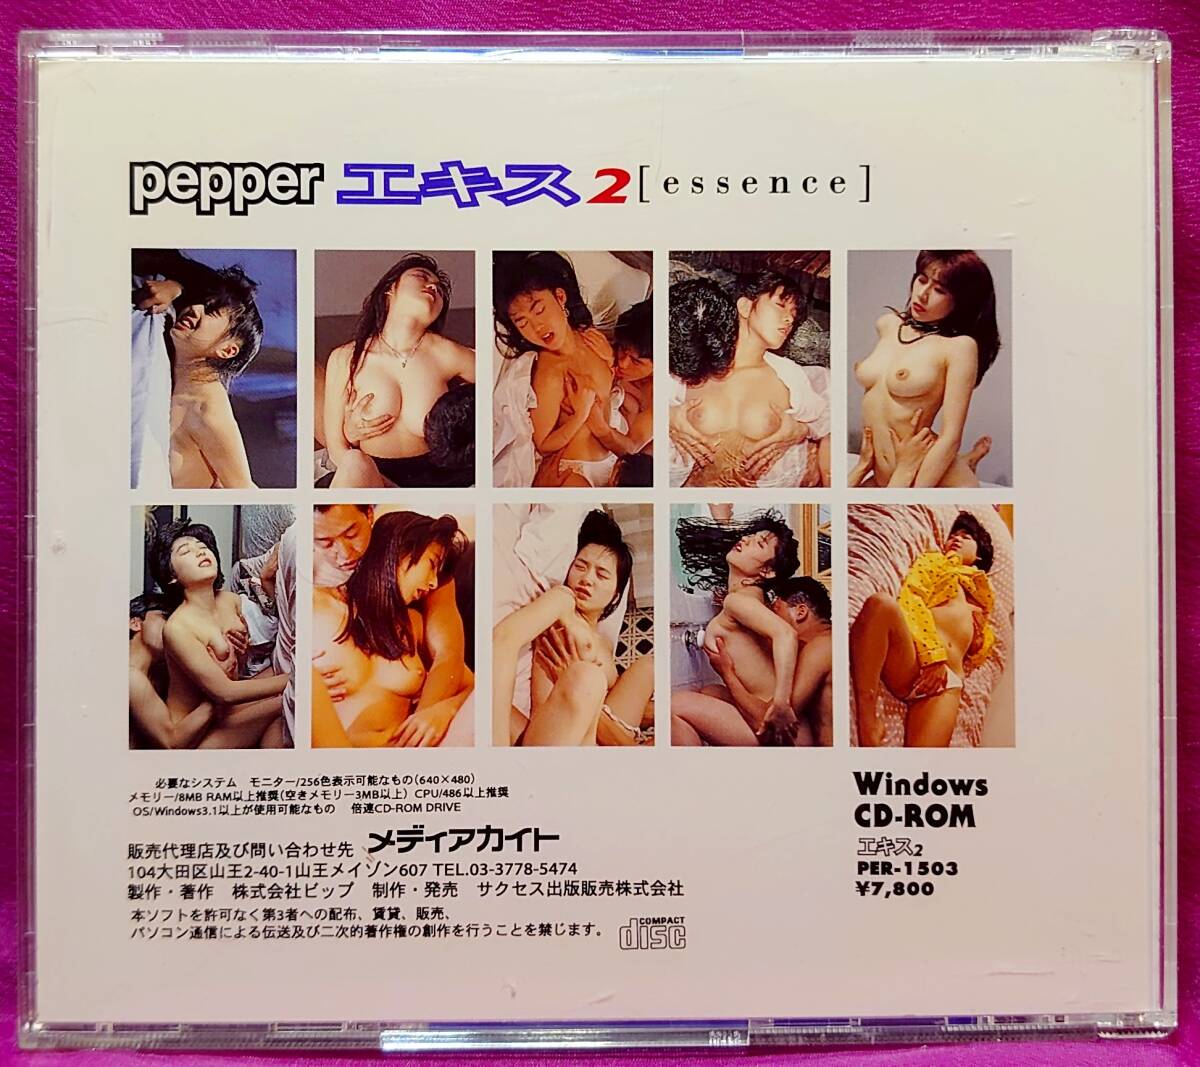 pepper エキス2[essence]
必要なシステム モニター/256色表示可能なもの(640×480)
メモリー/8MB RAM以上推奨(空きメモリー3MB以上) CPU/486以上推奨
OS/Windows3.1以上が使用可能なもの 倍速CD-ROM DRIVE
販売代理店及び問い合わせ先 メディアカイト
104大田区山王2-40-1山王メイゾン607 TEL.03-3778-5474
製作・著作 株式会社ビップ 制作・発売 サクセス出版販売株式会社
本ソフトを許可なく第3者への配布、賃貸、販売、
パソコン通信による伝送及び二次的著作権の創作を行うことを禁じます。
COMPACT
disc
Windows
CD-ROM
エキス2
PER-1503
¥7,800